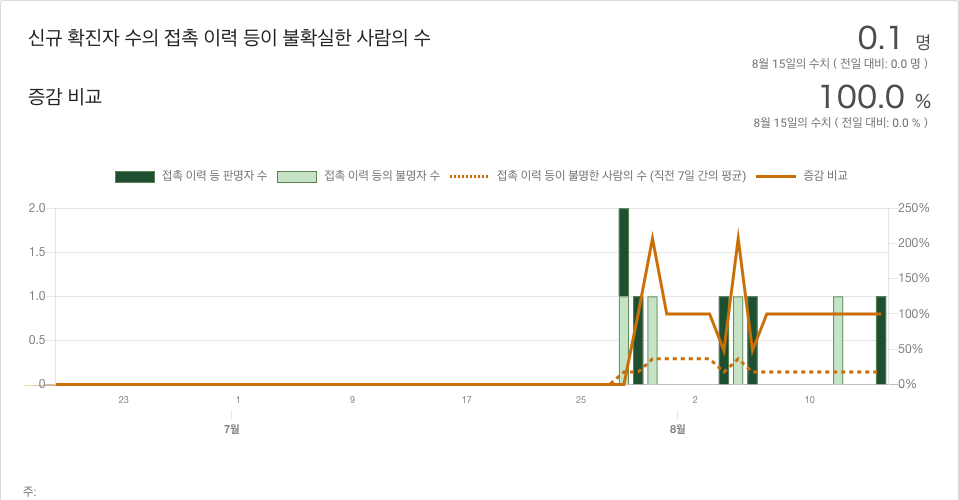 신규 확진자 수의 접촉 이력 등이 불확실한 사람의 수
0.1 명
8월 15일의 수치 ( 전일 대비: 0.0 명 )
증감 비교
100.0 %
8월 15일의 수치 ( 전일 대비: 0.0 % )
접촉 이력 등 판명자 수 접촉 이력 등의 불명자 수 접촉 이력 등이 불명한 사람의 수 (직전 7일 간의 평균) 증감 비교
2.0 250%
200%
1.5
150%
1.0
100%
0.5
50%
0 0%
23 1 9 17 25 2 10
7월 8월
주: